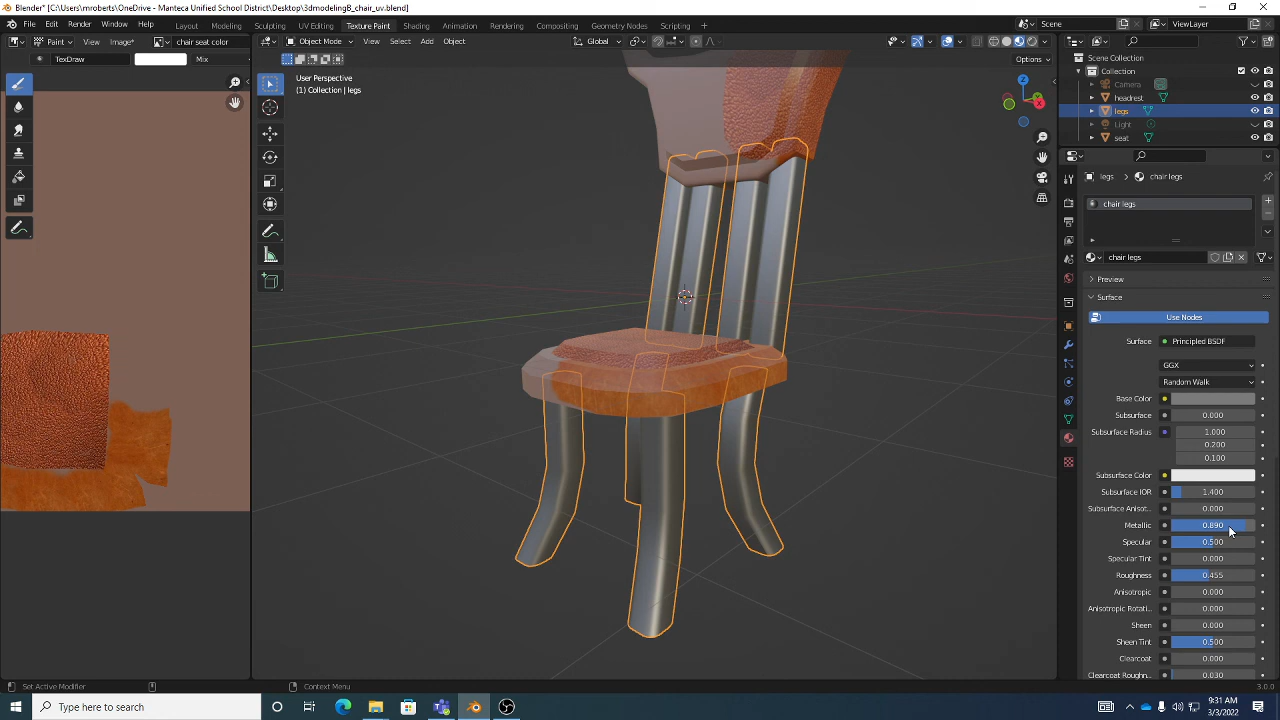 Blender* [C:\Users\mroberts\OneDrive - Manteca Unified School District\Desktop\3dmodelingB_chair_uv.blend]
File Edit Render Window Help Layout Modeling Sculpting UV Editing Texture Paint Shading Animation Rendering Compositing Geometry Nodes Scripting + Scene ViewLayer
Paint View Image* chair seat color Object Mode View Select Add Object Global
TexDraw Mix Options
User Perspective
(1) Collection | legs
Scene Collection
Collection
Camera
headrest
legs
Light
seat
legs chair legs
chair legs
chair legs
Preview
Surface
Use Nodes
Surface Principled BSDF
GGX
Random Walk
Base Color
Subsurface 0.000
Subsurface Radius 1.000
0.200
0.100
Subsurface Color
Subsurface IOR 1.400
Subsurface Anisot... 0.000
Metallic 0.890
Specular 0.500
Specular Tint 0.000
Roughness 0.455
Anisotropic 0.000
Anisotropic Rotati... 0.000
Sheen 0.000
Sheen Tint 0.500
Clearcoat 0.000
Clearcoat Roughn... 0.030
Set Active Modifier Context Menu 3.0.0
Type here to search
9:31 AM
3/3/2022